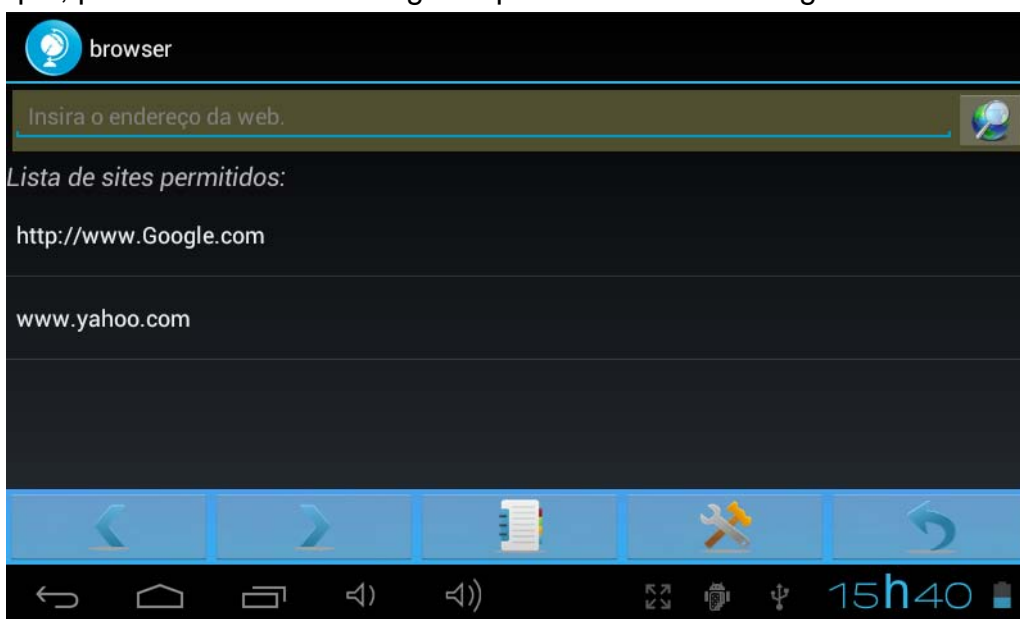 browser
Insira o endereço da web.
Lista de sites permitidos:
http://www.Google.com
www.yahoo.com
15h40